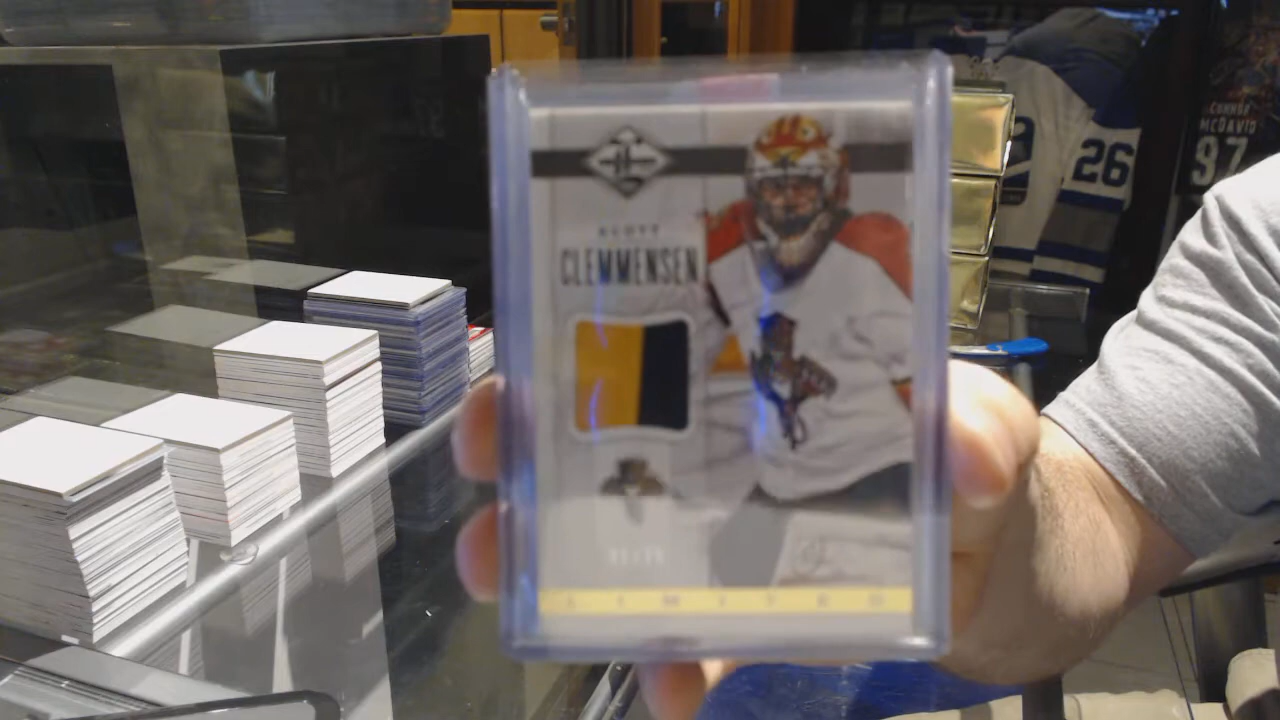 SCOTT
CLEMMENSEN
LIMITED
26
CONNOR
MCDAVID
97